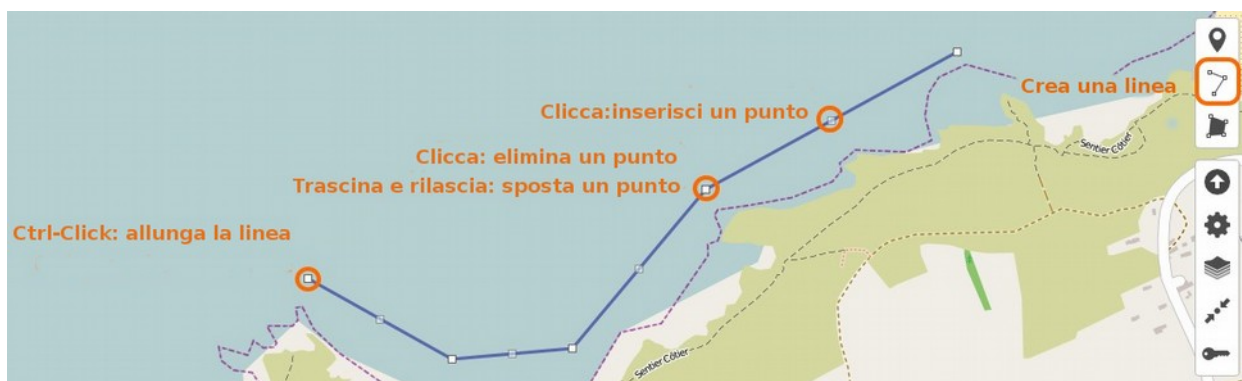 Crea una linea
Clicca:inserisci un punto
Clicca: elimina un punto
Trascina e rilascia: sposta un punto
Ctrl-Click: allunga la linea
Sentier Côtier
Sentier Côtier